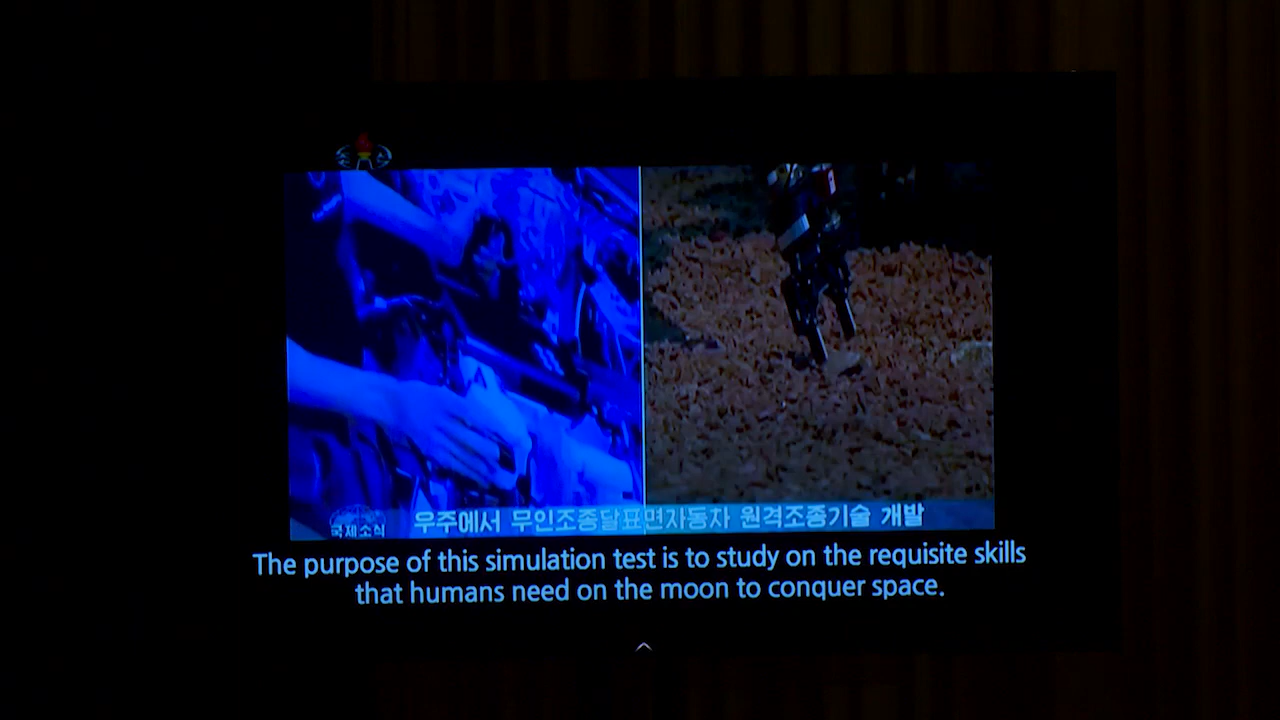 국제소식
우주에서 무인조종달표면자동차 원격조종기술 개발
The purpose of this simulation test is to study on the requisite skills
that humans need on the moon to conquer space.